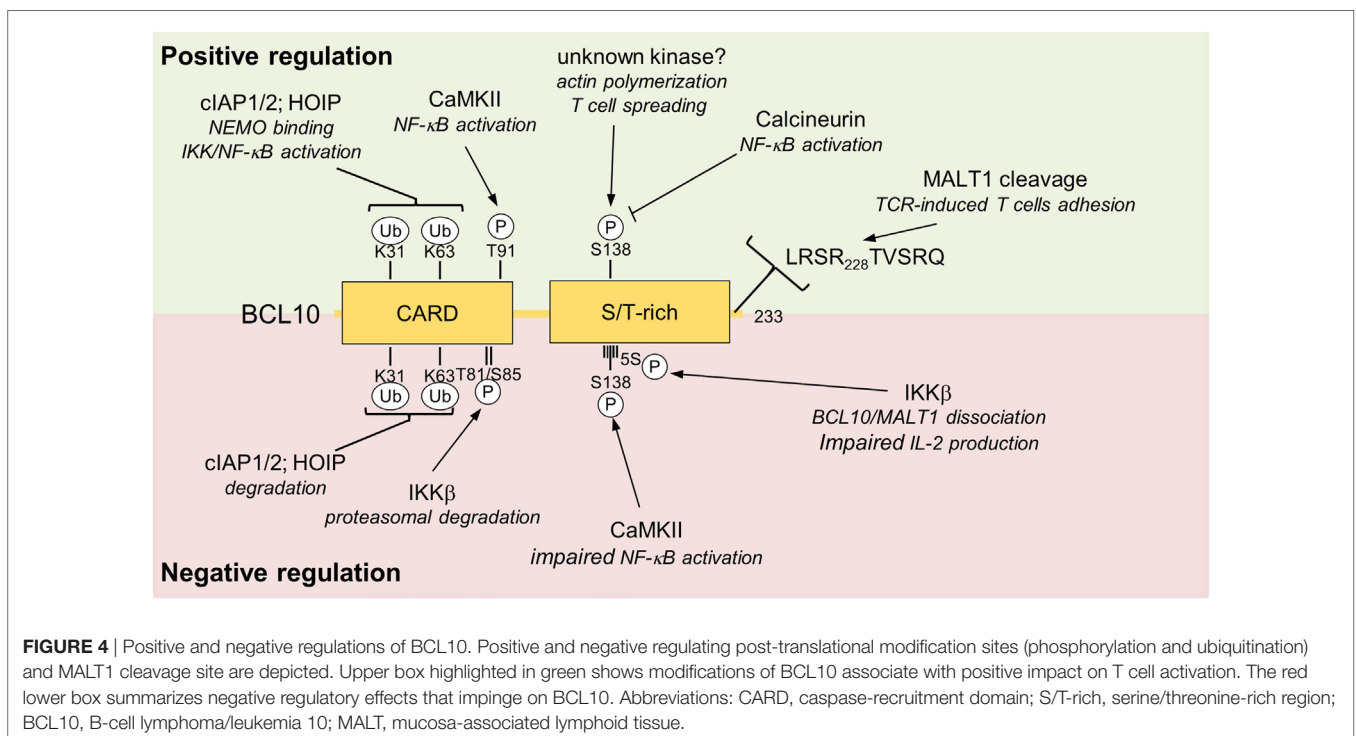 Positive regulation
unknown kinase?
actin polymerization
T cell spreading
cIAP1/2; HOIP
NEMO binding
IKK/NF-κB activation
CaMKII
NF-κB activation
Calcineurin
NF-κB activation
MALT1 cleavage
TCR-induced T cells adhesion
Ub
Ub
P
P
K31
K63
T91
S138
LRSR228TVSRQ
BCL10
CARD
S/T-rich
233
K31
K63
T81/S85
5S
P
S138
Ub
Ub
P
P
IKKβ
BCL10/MALT1 dissociation
Impaired IL-2 production
cIAP1/2; HOIP
degradation
IKKβ
proteasomal degradation
CaMKII
impaired NF-κB activation
Negative regulation
FIGURE 4 | Positive and negative regulations of BCL10. Positive and negative regulating post-translational modification sites (phosphorylation and ubiquitination)
and MALT1 cleavage site are depicted. Upper box highlighted in green shows modifications of BCL10 associate with positive impact on T cell activation. The red
lower box summarizes negative regulatory effects that impinge on BCL10. Abbreviations: CARD, caspase-recruitment domain; S/T-rich, serine/threonine-rich region;
BCL10, B-cell lymphoma/leukemia 10; MALT, mucosa-associated lymphoid tissue.